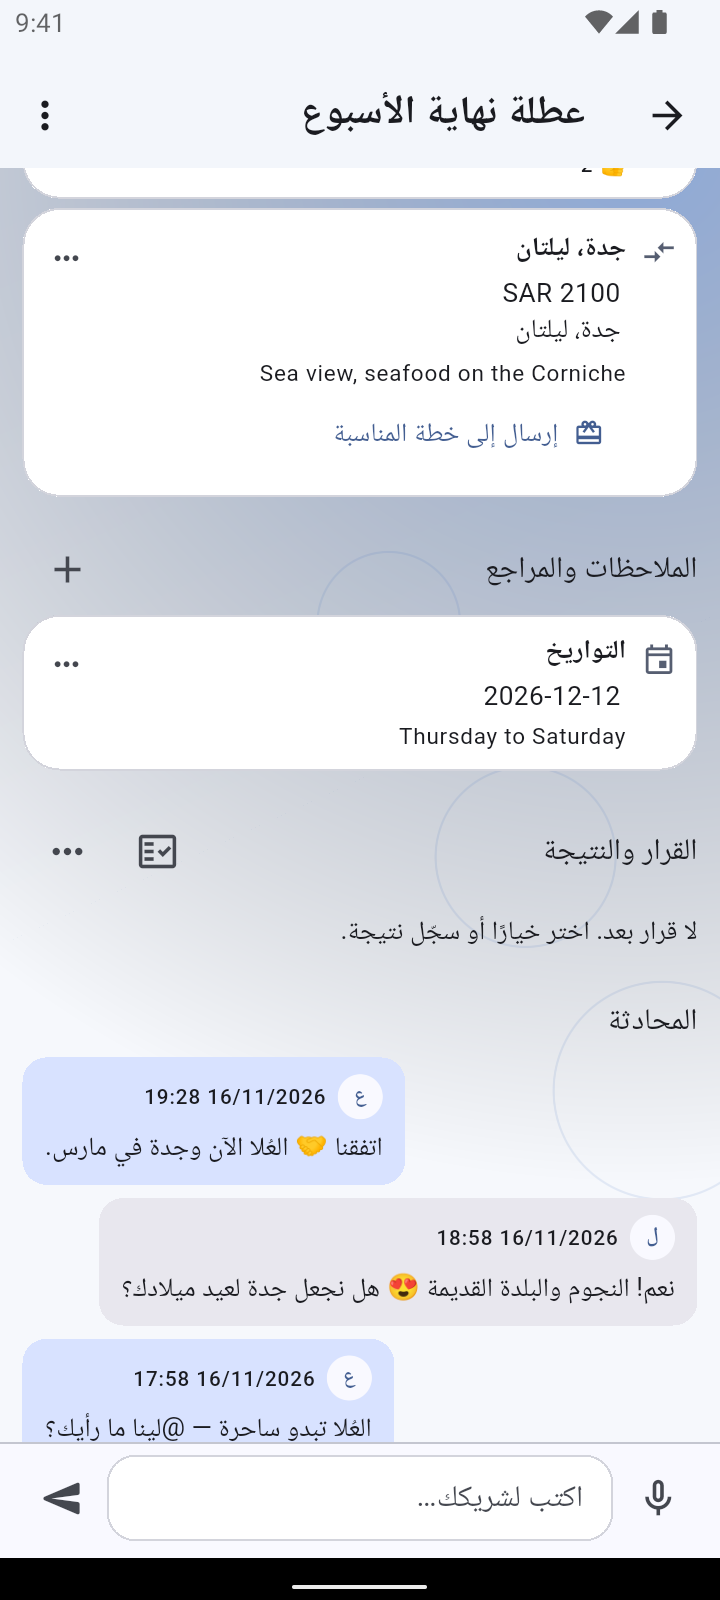 9:41
عطلة نهاية الأسبوع
جدة، ليلتان
SAR 2100
جدة، ليلتان
Sea view, seafood on the Corniche
إرسال إلى خطة المناسبة
الملاحظات والمراجع
التواريخ
2026-12-12
Thursday to Saturday
القرار والنتيجة
لا قرار بعد. اختر خيارًا أو سجّل نتيجة.
المحادثة
ع 16/11/2026 19:28
اتفقنا 🤝 العُلا الآن وجدة في مارس.
ل 16/11/2026 18:58
نعم! النجوم والبلدة القديمة 😍 هل نجعل جدة لعيد ميلادك؟
ع 16/11/2026 17:58
العُلا تبدو ساحرة — @لينا ما رأيك؟
اكتب لشريكك...